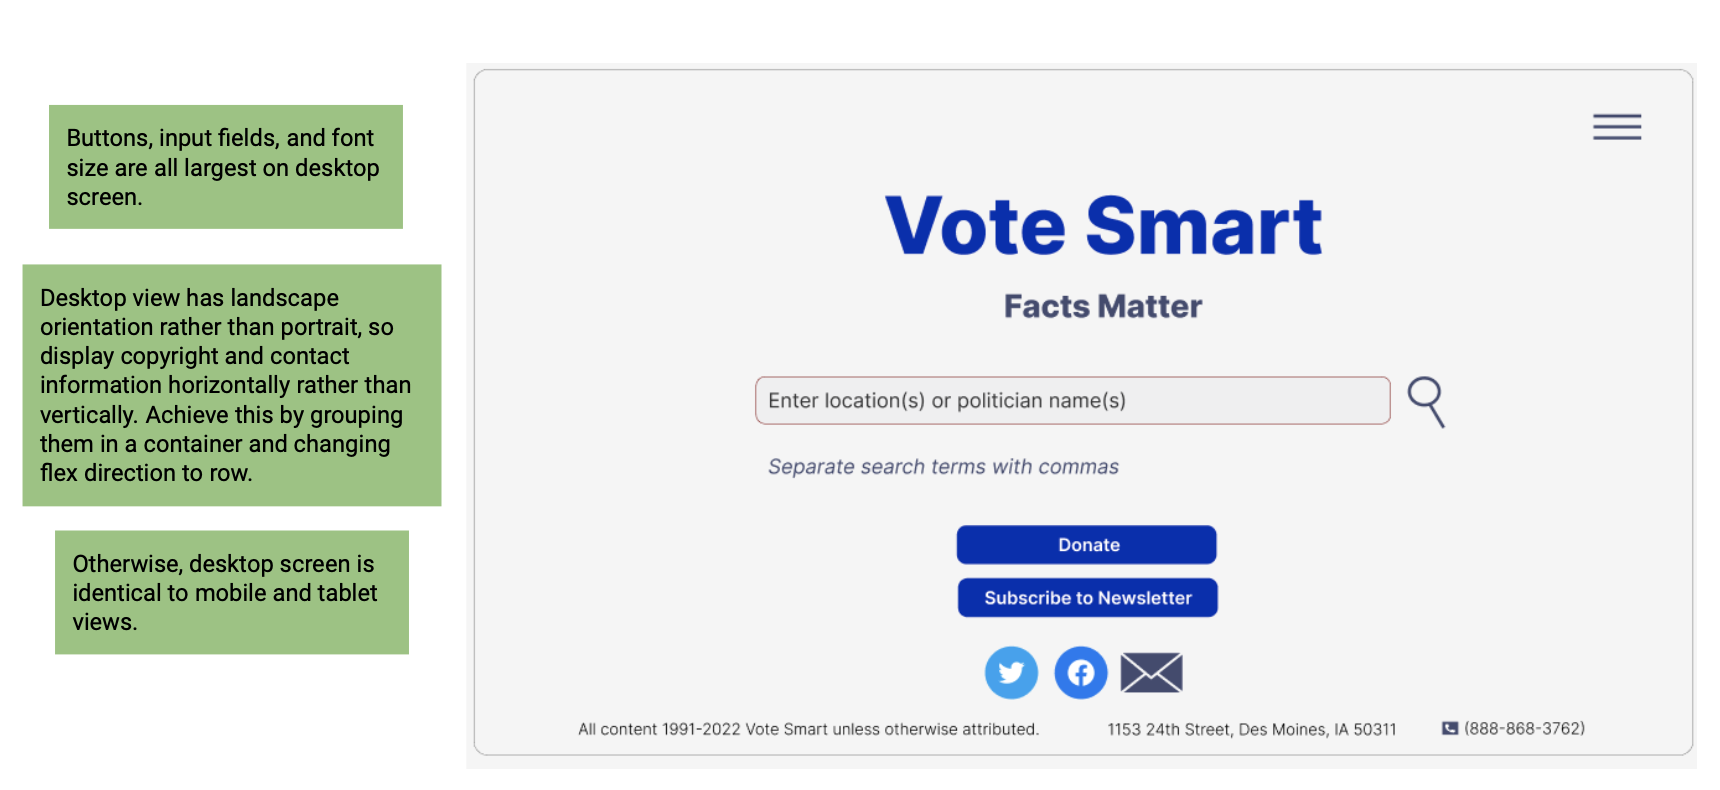 Buttons, input fields, and font
size are all largest on desktop
screen.
Desktop view has landscape
orientation rather than portrait, so
display copyright and contact
information horizontally rather than
vertically. Achieve this by grouping
them in a container and changing
flex direction to row.
Otherwise, desktop screen is
identical to mobile and tablet
views.
Vote Smart
Facts Matter
Enter location(s) or politician name(s)
Separate search terms with commas
Donate
Subscribe to Newsletter
All content 1991-2022 Vote Smart unless otherwise attributed.
1153 24th Street, Des Moines, IA 50311
(888-868-3762)